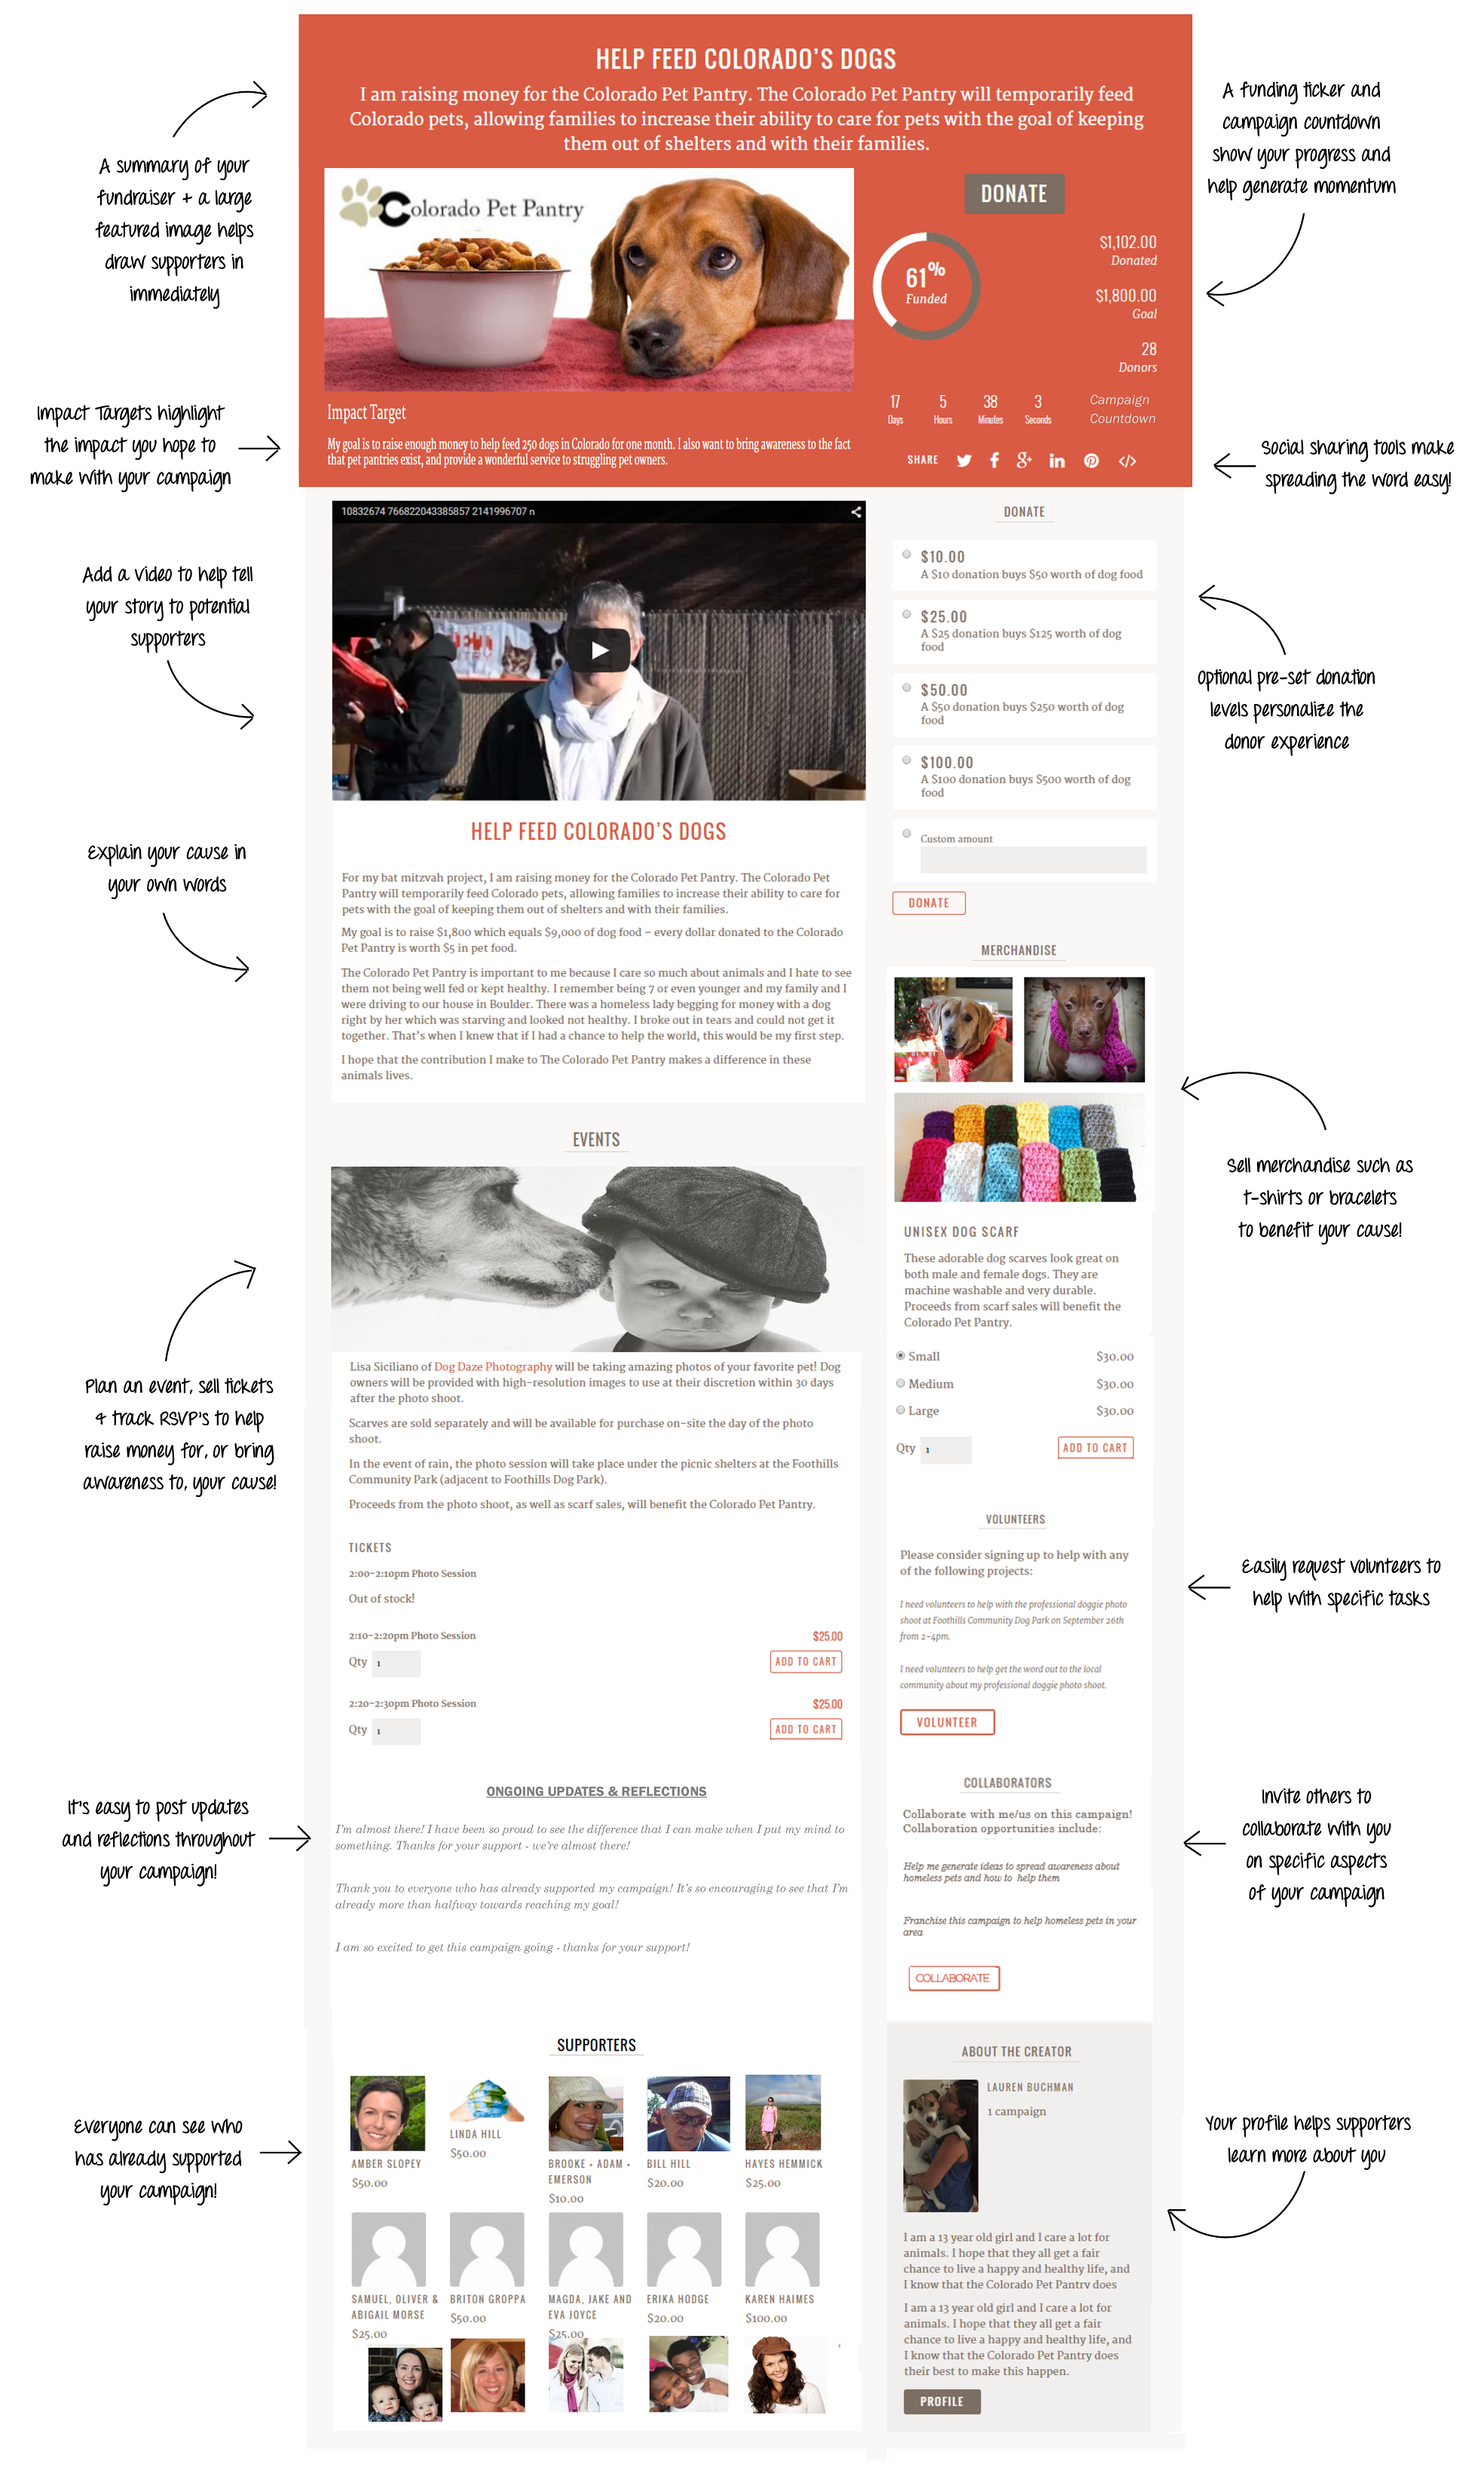 HELP FEED COLORADO'S DOGS
I am raising money for the Colorado Pet Pantry. The Colorado Pet Pantry will temporarily feed
Colorado pets, allowing families to increase their ability to care for pets with the goal of keeping
them out of shelters and with their families.
A summary of your
fundraiser + a large
featured image helps
draw supporters in
immediately
Colorado Pet Pantry
DONATE
61%
Funded
$1,102.00
Donated
$1,800.00
Goal
28
Donors
17
Days
5
Hours
38
Minutes
3
Seconds
Campaign
Countdown
SHARE
A funding ticker and
campaign countdown
show your progress and
help generate momentum
Impact Targets highlight
the impact you hope to
make with your campaign
Impact Target
My goal is to raise enough money to help feed 250 dogs in Colorado for one month. I also want to bring awareness to the fact
that pet pantries exist, and provide a wonderful service to struggling pet owners.
Social sharing tools make
spreading the word easy!
Add a video to help tell
your story to potential
supporters
10832674 766822043385857 2141996707 n
DONATE
$10.00
A $10 donation buys $50 worth of dog food
$25.00
A $25 donation buys $125 worth of dog
food
$50.00
A $50 donation buys $250 worth of dog
food
$100.00
A $100 donation buys $500 worth of dog
food
Custom amount
DONATE
Optional pre-set donation
levels personalize the
donor experience
Explain your cause in
your own words
HELP FEED COLORADO'S DOGS
For my bat mitzvah project, I am raising money for the Colorado Pet Pantry. The Colorado Pet
Pantry will temporarily feed Colorado pets, allowing families to increase their ability to care for
pets with the goal of keeping them out of shelters and with their families.
My goal is to raise $1,800 which equals $9,000 of dog food – every dollar donated to the Colorado
Pet Pantry is worth $5 in pet food.
The Colorado Pet Pantry is important to me because I care so much about animals and I hate to see
them not being well fed or kept healthy. I remember being 7 or even younger and my family and I
were driving to our house in Boulder. There was a homeless lady begging for money with a dog
right by her which was starving and looked not healthy. I broke out in tears and could not get it
together. That's when I knew that if I had a chance to help the world, this would be my first step.
I hope that the contribution I make to The Colorado Pet Pantry makes a difference in these
animals lives.
MERCHANDISE
UNISEX DOG SCARF
These adorable dog scarves look great on
both male and female dogs. They are
machine washable and very durable.
Proceeds from scarf sales will benefit the
Colorado Pet Pantry.
Small $30.00
Medium $30.00
Large $30.00
Qty 1 ADD TO CART
Sell merchandise such as
t-shirts or bracelets
to benefit your cause!
EVENTS
Plan an event, sell tickets
& track RSVP's to help
raise money for, or bring
awareness to, your cause!
Lisa Siciliano of Dog Daze Photography will be taking amazing photos of your favorite pet! Dog
owners will be provided with high-resolution images to use at their discretion within 30 days
after the photo shoot.
Scarves are sold separately and will be available for purchase on-site the day of the photo
shoot.
In the event of rain, the photo session will take place under the picnic shelters at the Foothills
Community Park (adjacent to Foothills Dog Park).
Proceeds from the photo shoot, as well as scarf sales, will benefit the Colorado Pet Pantry.
TICKETS
2:00-2:10pm Photo Session
Out of stock!
2:10-2:20pm Photo Session $25.00
Qty 1 ADD TO CART
2:20-2:30pm Photo Session $25.00
Qty 1 ADD TO CART
VOLUNTEERS
Please consider signing up to help with any
of the following projects:
I need volunteers to help with the professional doggie photo
shoot at Foothills Community Dog Park on September 26th
from 2-4pm.
I need volunteers to help get the word out to the local
community about my professional doggie photo shoot.
VOLUNTEER
Easily request volunteers to
help with specific tasks
It's easy to post updates
and reflections throughout
your campaign!
ONGOING UPDATES & REFLECTIONS
I'm almost there! I have been so proud to see the difference that I can make when I put my mind to
something. Thanks for your support - we're almost there!
Thank you to everyone who has already supported my campaign! It's so encouraging to see that I'm
already more than halfway towards reaching my goal!
I am so excited to get this campaign going - thanks for your support!
COLLABORATORS
Collaborate with me/us on this campaign!
Collaboration opportunities include:
Help me generate ideas to spread awareness about
homeless pets and how to help them
Franchise this campaign to help homeless pets in your
area
COLLABORATE
Invite others to
collaborate with you
on specific aspects
of your campaign
Everyone can see who
has already supported
your campaign!
SUPPORTERS
AMBER SLOPEY
$50.00
LINDA HILL
$50.00
BROOKE + ADAM +
EMERSON
$10.00
BILL HILL
$20.00
HAYES HEMMICK
$25.00
SAMUEL, OLIVER &
ABIGAIL MORSE
$25.00
BRITON GROPPA
$50.00
MAGDA, JAKE AND
EVA JOYCE
$25.00
ERIKA HODGE
$20.00
KAREN HAIMES
$100.00
ABOUT THE CREATOR
LAUREN BUCHMAN
1 campaign
I am a 13 year old girl and I care a lot for
animals. I hope that they all get a fair
chance to live a happy and healthy life, and
I know that the Colorado Pet Pantry does
I am a 13 year old girl and I care a lot for
animals. I hope that they all get a fair
chance to live a happy and healthy life, and
I know that the Colorado Pet Pantry does
their best to make this happen.
PROFILE
Your profile helps supporters
learn more about you